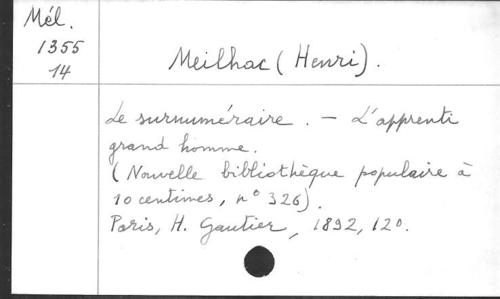 Mél.
1355
14
Meilhac (Henri).
Le surnuméraire. – L'apprenti
grand homme.
(Nouvelle bibliothèque populaire à
10 centimes, n° 326).
Paris, H. Gautier, 1892, 12°.